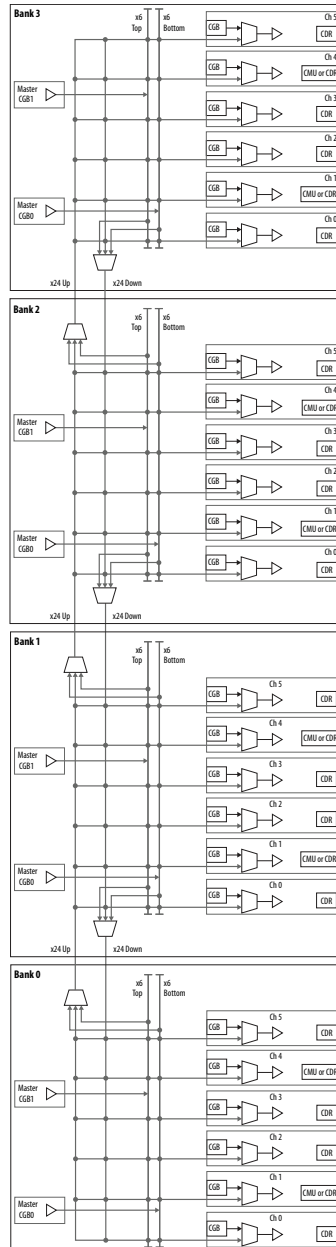 Bank 3
x6 Top
x6 Bottom
CGB
Ch 5
CDR
CGB
Ch 4
CMU or CDR
Master CGB1
CGB
Ch 3
CDR
CGB
Ch 2
CDR
CGB
Ch 1
CMU or CDR
Master CGB0
CGB
Ch 0
CDR
x24 Up
x24 Down
Bank 2
x6 Top
x6 Bottom
CGB
Ch 5
CDR
CGB
Ch 4
CMU or CDR
Master CGB1
CGB
Ch 3
CDR
CGB
Ch 2
CDR
CGB
Ch 1
CMU or CDR
Master CGB0
CGB
Ch 0
CDR
x24 Up
x24 Down
Bank 1
x6 Top
x6 Bottom
CGB
Ch 5
CDR
CGB
Ch 4
CMU or CDR
Master CGB1
CGB
Ch 3
CDR
CGB
Ch 2
CDR
CGB
Ch 1
CMU or CDR
Master CGB0
CGB
Ch 0
CDR
x24 Up
x24 Down
Bank 0
x6 Top
x6 Bottom
CGB
Ch 5
CDR
CGB
Ch 4
CMU or CDR
Master CGB1
CGB
Ch 3
CDR
CGB
Ch 2
CDR
CGB
Ch 1
CMU or CDR
Master CGB0
CGB
Ch 0
CDR